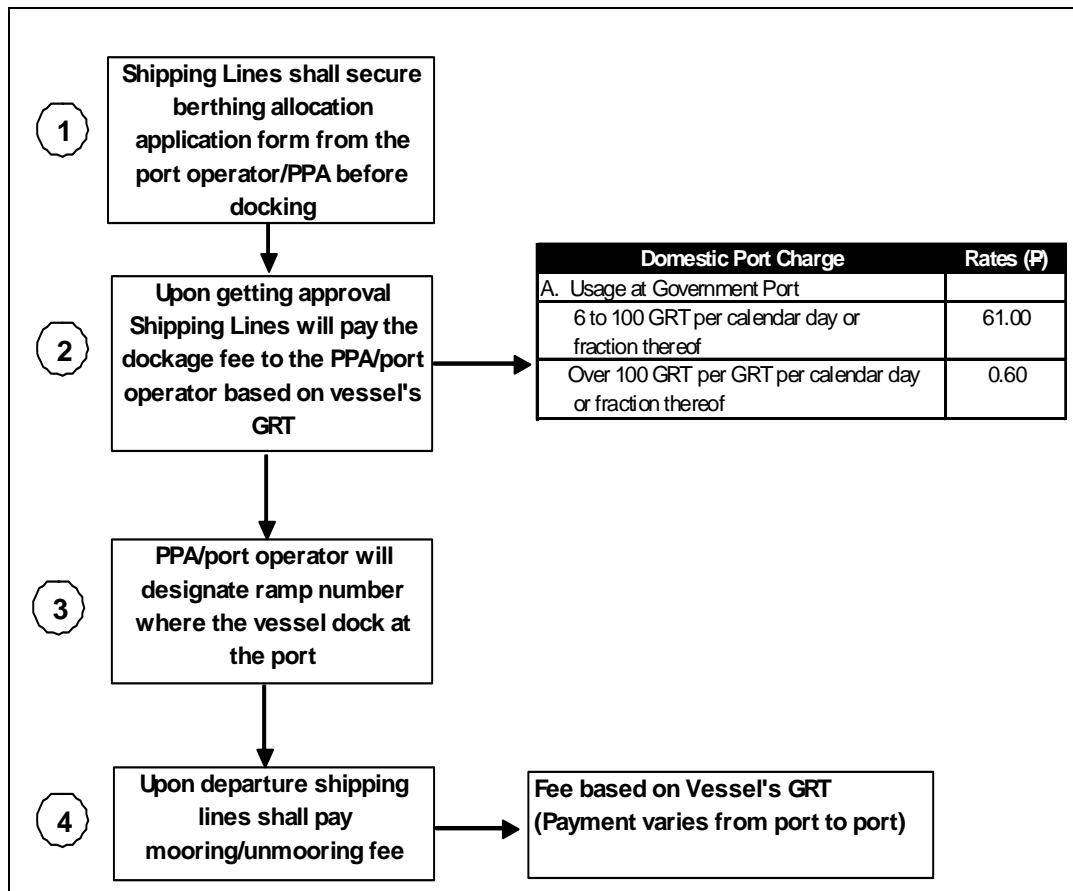 1
Shipping Lines shall secure
berthing allocation
application form from the
port operator/PPA before
docking
2
Upon getting approval
Shipping Lines will pay the
dockage fee to the PPA/port
operator based on vessel's
GRT
Domestic Port Charge Rates (₱)
A. Usage at Government Port
6 to 100 GRT per calendar day or
fraction thereof
61.00
Over 100 GRT per GRT per calendar day
or fraction thereof
0.60
3
PPA/port operator will
designate ramp number
where the vessel dock at
the port
4
Upon departure shipping
lines shall pay
mooring/unmooring fee
Fee based on Vessel's GRT
(Payment varies from port to port)